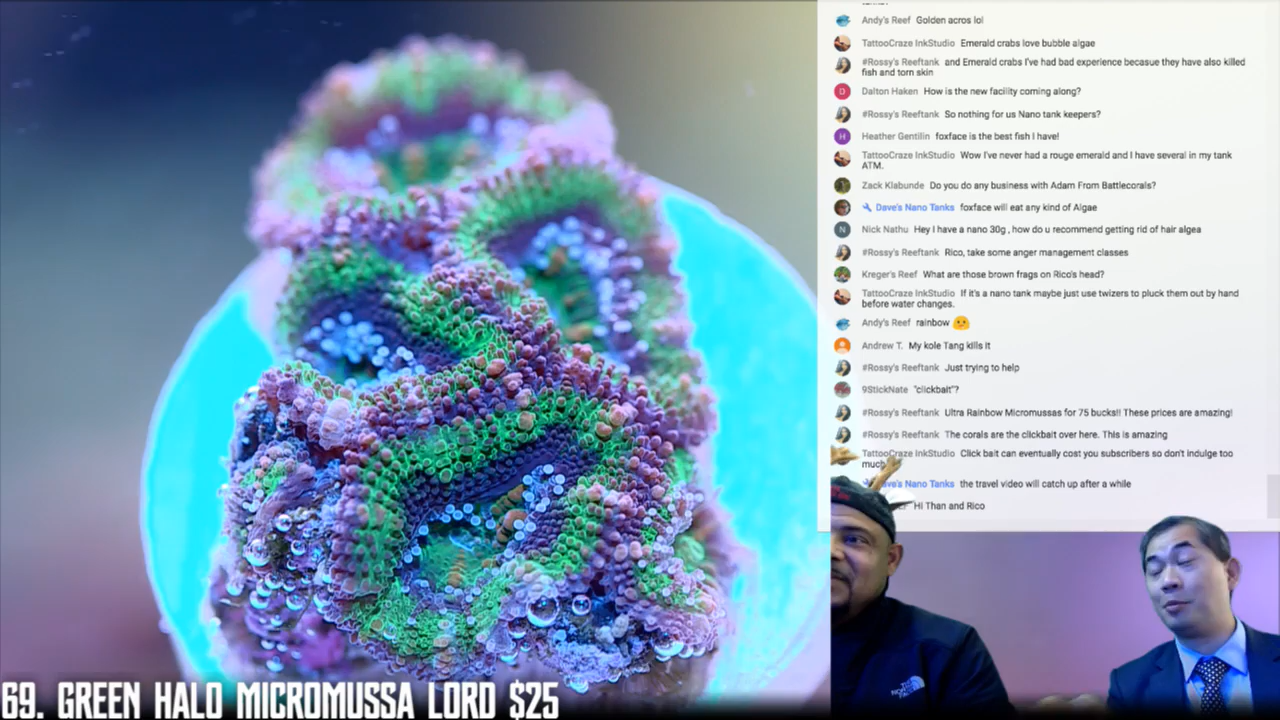 Andy's Reef Golden acros lol
TattooCraze InkStudio Emerald crabs love bubble algae
#Rossy's Reeftank and Emerald crabs I've had bad experience becasue they have also killed
fish and torn skin
D Dalton Haken How is the new facility coming along?
#Rossy's Reeftank So nothing for us Nano tank keepers?
H Heather Gentilin foxface is the best fish I have!
TattooCraze InkStudio Wow I've never had a rouge emerald and I have several in my tank
ATM.
Zack Klabunde Do you do any business with Adam From Battlecorals?
Dave's Nano Tanks foxface will eat any kind of Algae
N Nick Nathu Hey I have a nano 30g , how do u recommend getting rid of hair algea
#Rossy's Reeftank Rico, take some anger management classes
Kreger's Reef What are those brown frags on Rico's head?
TattooCraze InkStudio If it's a nano tank maybe just use twizers to pluck them out by hand
before water changes.
Andy's Reef rainbow
Andrew T. My kole Tang kills it
#Rossy's Reeftank Just trying to help
9StickNate "clickbait"?
#Rossy's Reeftank Ultra Rainbow Micromussas for 75 bucks!! These prices are amazing!
#Rossy's Reeftank The corals are the clickbait over here. This is amazing
TattooCraze InkStudio Click bait can eventually cost you subscribers so don't indulge too
much
Dave's Nano Tanks the travel video will catch up after a while
Hi Than and Rico
THE NORTH FACE
69. GREEN HALO MICROMUSSA LORD $25